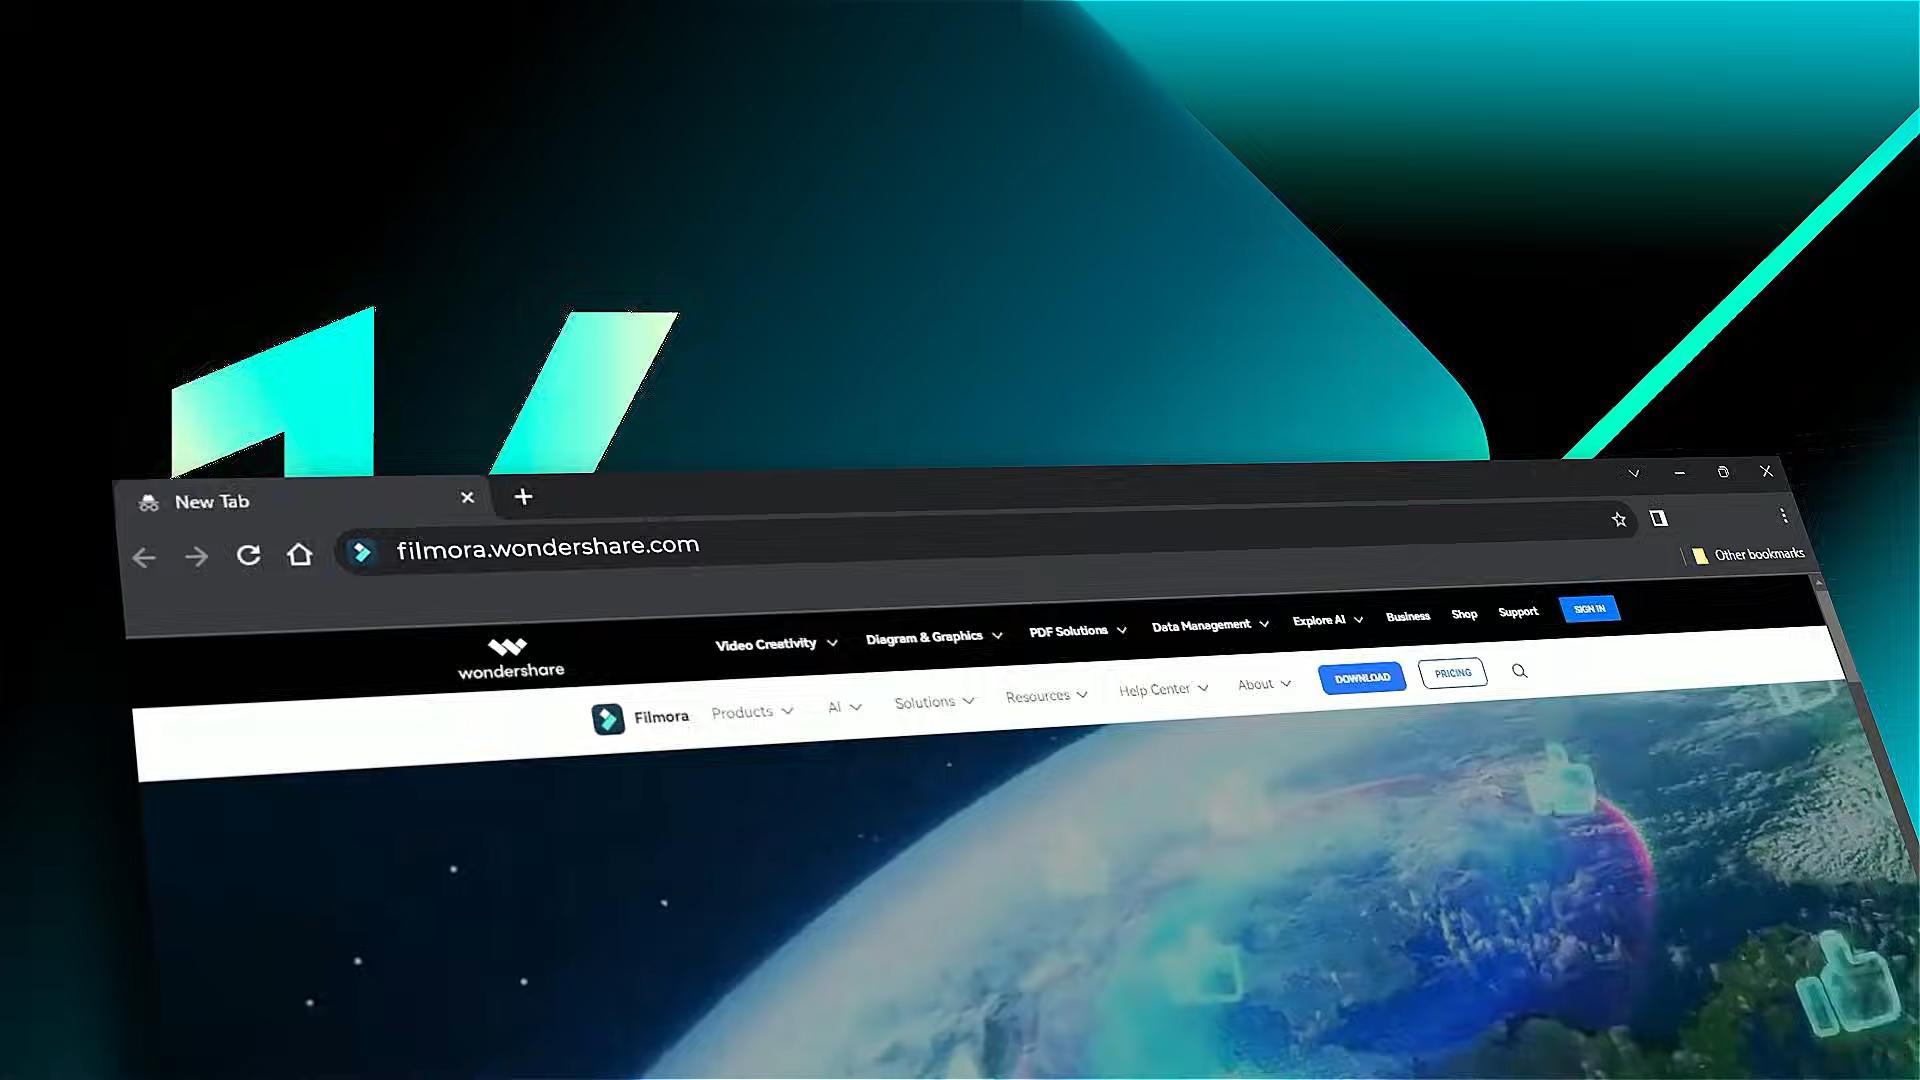 New Tab
filmora.wondershare.com
Other bookmarks
wondershare
Video Creativity
Diagram & Graphics
PDF Solutions
Data Management
Explore AI
Business
Shop
Support
SIGN IN
Filmora
Products
AI
Solutions
Resources
Help Center
About
DOWNLOAD
PRICING